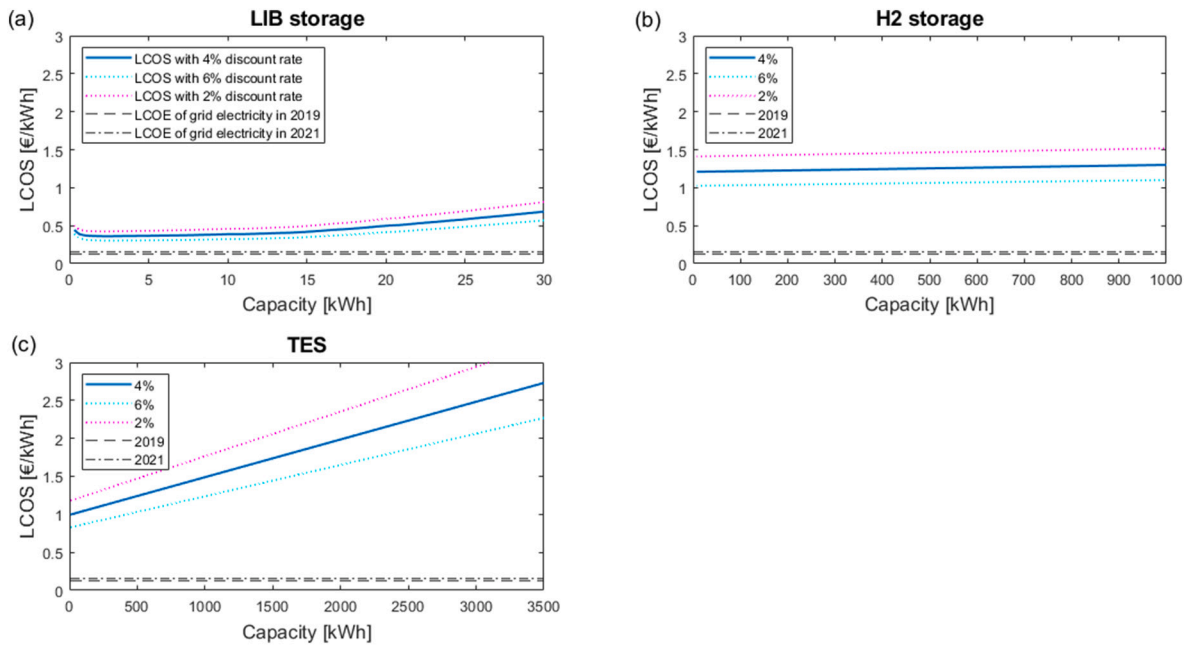 (a)
LIB storage
3
2.5
2
1.5
1
0.5
0
LCOS [€/kWh]
LCOS with 4% discount rate
LCOS with 6% discount rate
LCOS with 2% discount rate
LCOE of grid electricity in 2019
LCOE of grid electricity in 2021
0 5 10 15 20 25 30
Capacity [kWh]
(b)
H2 storage
3
2.5
2
1.5
1
0.5
0
LCOS [€/kWh]
4%
6%
2%
2019
2021
0 100 200 300 400 500 600 700 800 900 1000
Capacity [kWh]
(c)
TES
3
2.5
2
1.5
1
0.5
0
LCOS [€/kWh]
4%
6%
2%
2019
2021
0 500 1000 1500 2000 2500 3000 3500
Capacity [kWh]